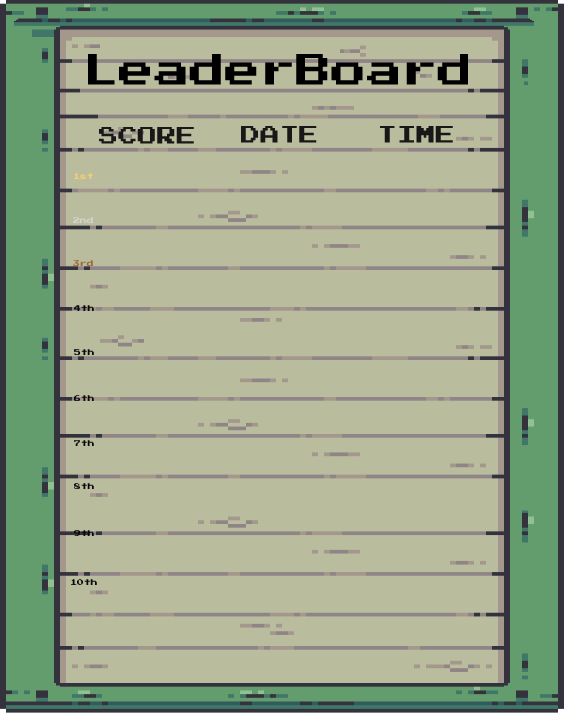 LeaderBoard
SCORE DATE TIME
1st
2nd
3rd
4th
5th
6th
7th
8th
9th
10th